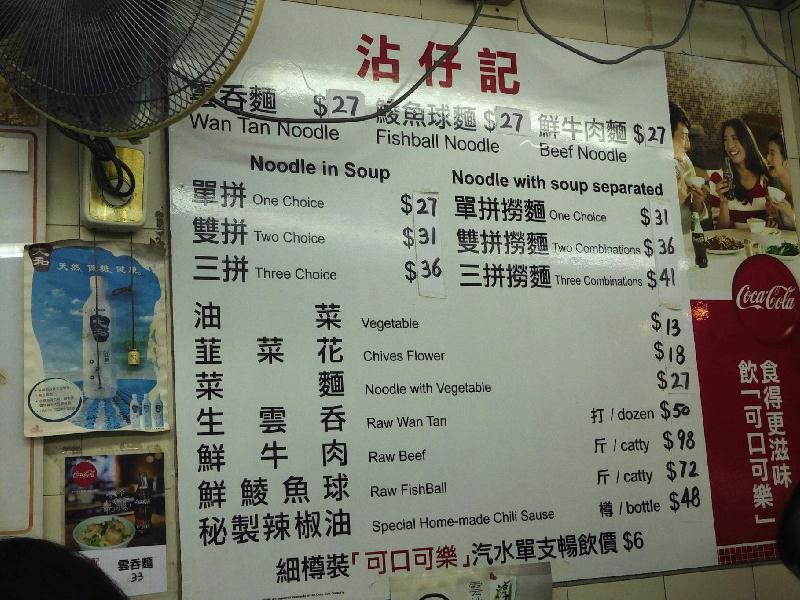 沾仔記
雲吞麵 $27 鯪魚球麵 $27 鮮牛肉麵 $27
Wan Tan Noodle Fishball Noodle Beef Noodle
Noodle in Soup Noodle with soup separated
單拼 One Choice $27 單拼撈麵 One Choice $31
雙拼 Two Choice $31 雙拼撈麵 Two Combinations $36
三拼 Three Choice $36 三拼撈麵 Three Combinations $41
油菜 Vegetable $13
韮菜花 Chives Flower $18
菜麵 Noodle with Vegetable $27
生雲吞 Raw Wan Tan 打 / dozen $50
鮮牛肉 Raw Beef 斤 / catty $98
鮮鯪魚球 Raw FishBall 斤 / catty $72
秘製辣椒油 Special Home-made Chili Sause 樽 / bottle $48
細樽裝「可口可樂」汽水單支暢飲價 $6
天然 低糖 健康
雲吞麵
33
Coca-Cola
食得更滋味
飲「可口可樂」